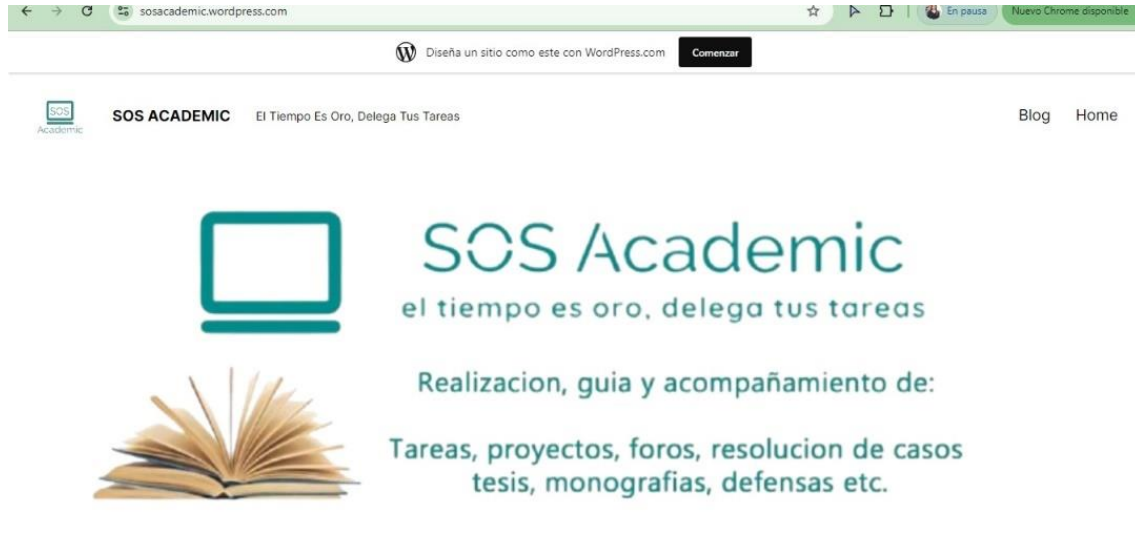 sosacademic.wordpress.com
En pausa
Nuevo Chrome disponible
Diseña un sitio como este con WordPress.com
Comenzar
SOS
Academic
SOS ACADEMIC
El Tiempo Es Oro, Delega Tus Tareas
Blog
Home
SOS Academic
el tiempo es oro, delega tus tareas
Realizacion, guia y acompañamiento de:
Tareas, proyectos, foros, resolucion de casos
tesis, monografias, defensas etc.